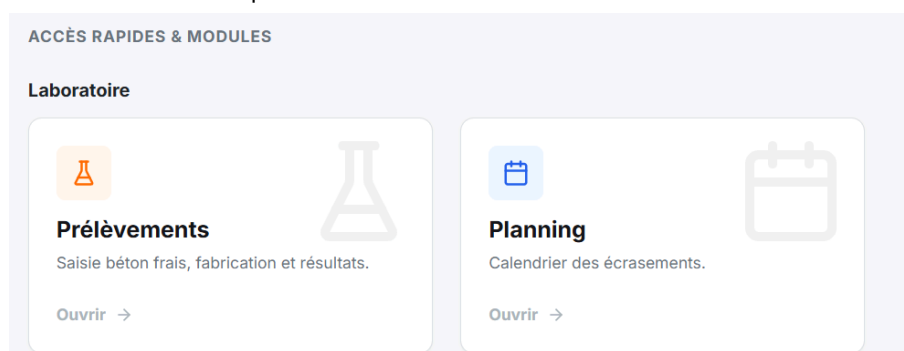 ACCÈS RAPIDES & MODULES
Laboratoire
Prélèvements
Saisie béton frais, fabrication et résultats.
Ouvrir →
Planning
Calendrier des écrasements.
Ouvrir →